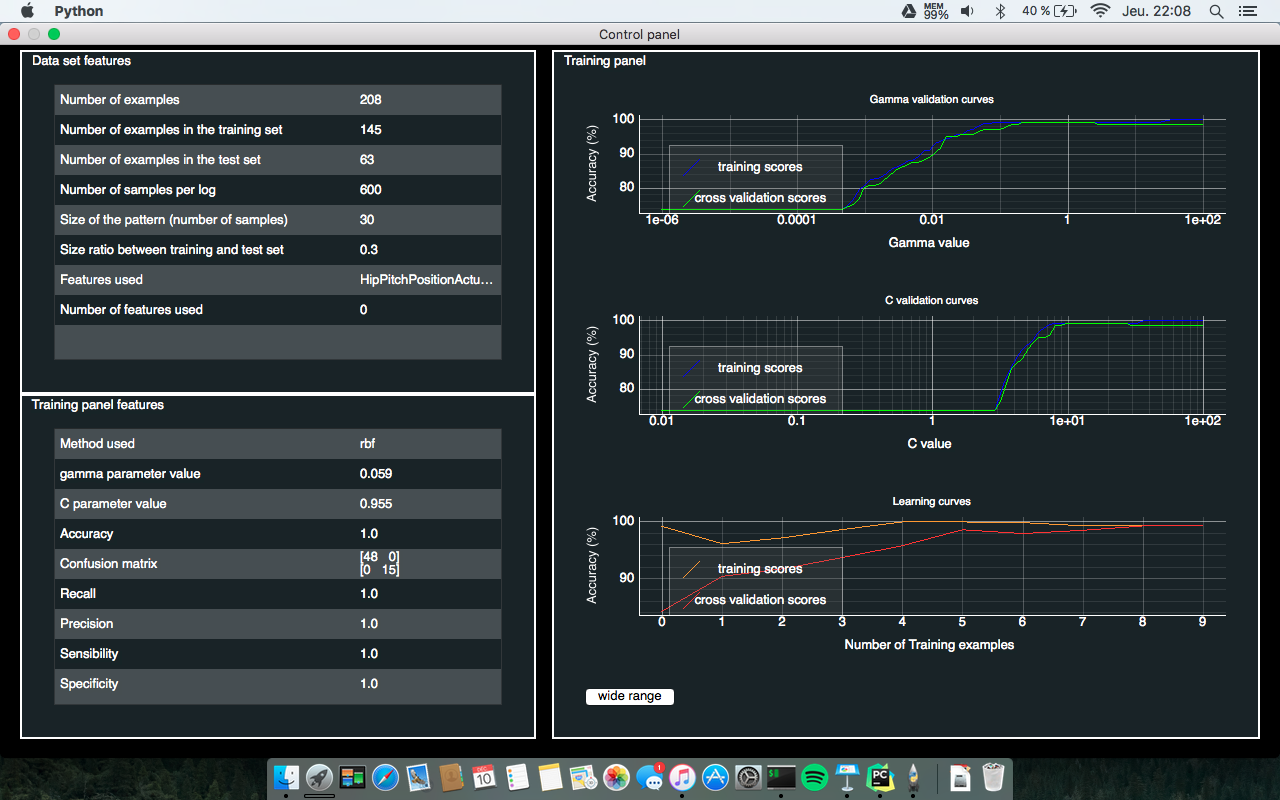 Python
MEM
99%
40 %
Jeu. 22:08
Control panel
Data set features
Number of examples 208
Number of examples in the training set 145
Number of examples in the test set 63
Number of samples per log 600
Size of the pattern (number of samples) 30
Size ratio between training and test set 0.3
Features used HipPitchPositionActu...
Number of features used 0
Training panel features
Method used rbf
gamma parameter value 0.059
C parameter value 0.955
Accuracy 1.0
Confusion matrix [48 0]
[0 15]
Recall 1.0
Precision 1.0
Sensibility 1.0
Specificity 1.0
Training panel
Gamma validation curves
Accuracy (%)
100
90
80
training scores
cross validation scores
1e-06 0.0001 0.01 1 1e+02
Gamma value
C validation curves
Accuracy (%)
100
90
80
training scores
cross validation scores
0.01 0.1 1 1e+01 1e+02
C value
Learning curves
Accuracy (%)
100
90
training scores
cross validation scores
0 1 2 3 4 5 6 7 8 9
Number of Training examples
wide range
10
1
PC